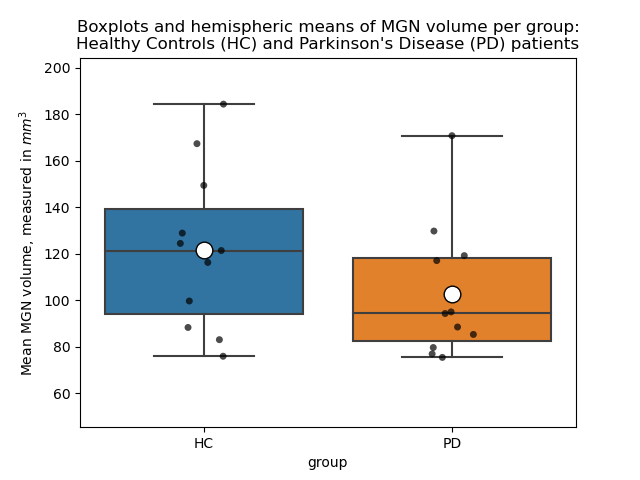 Boxplots and hemispheric means of MGN volume per group:
Healthy Controls (HC) and Parkinson's Disease (PD) patients
Mean MGN volume, measured in mm³
200
180
160
140
120
100
80
60
HC
PD
group